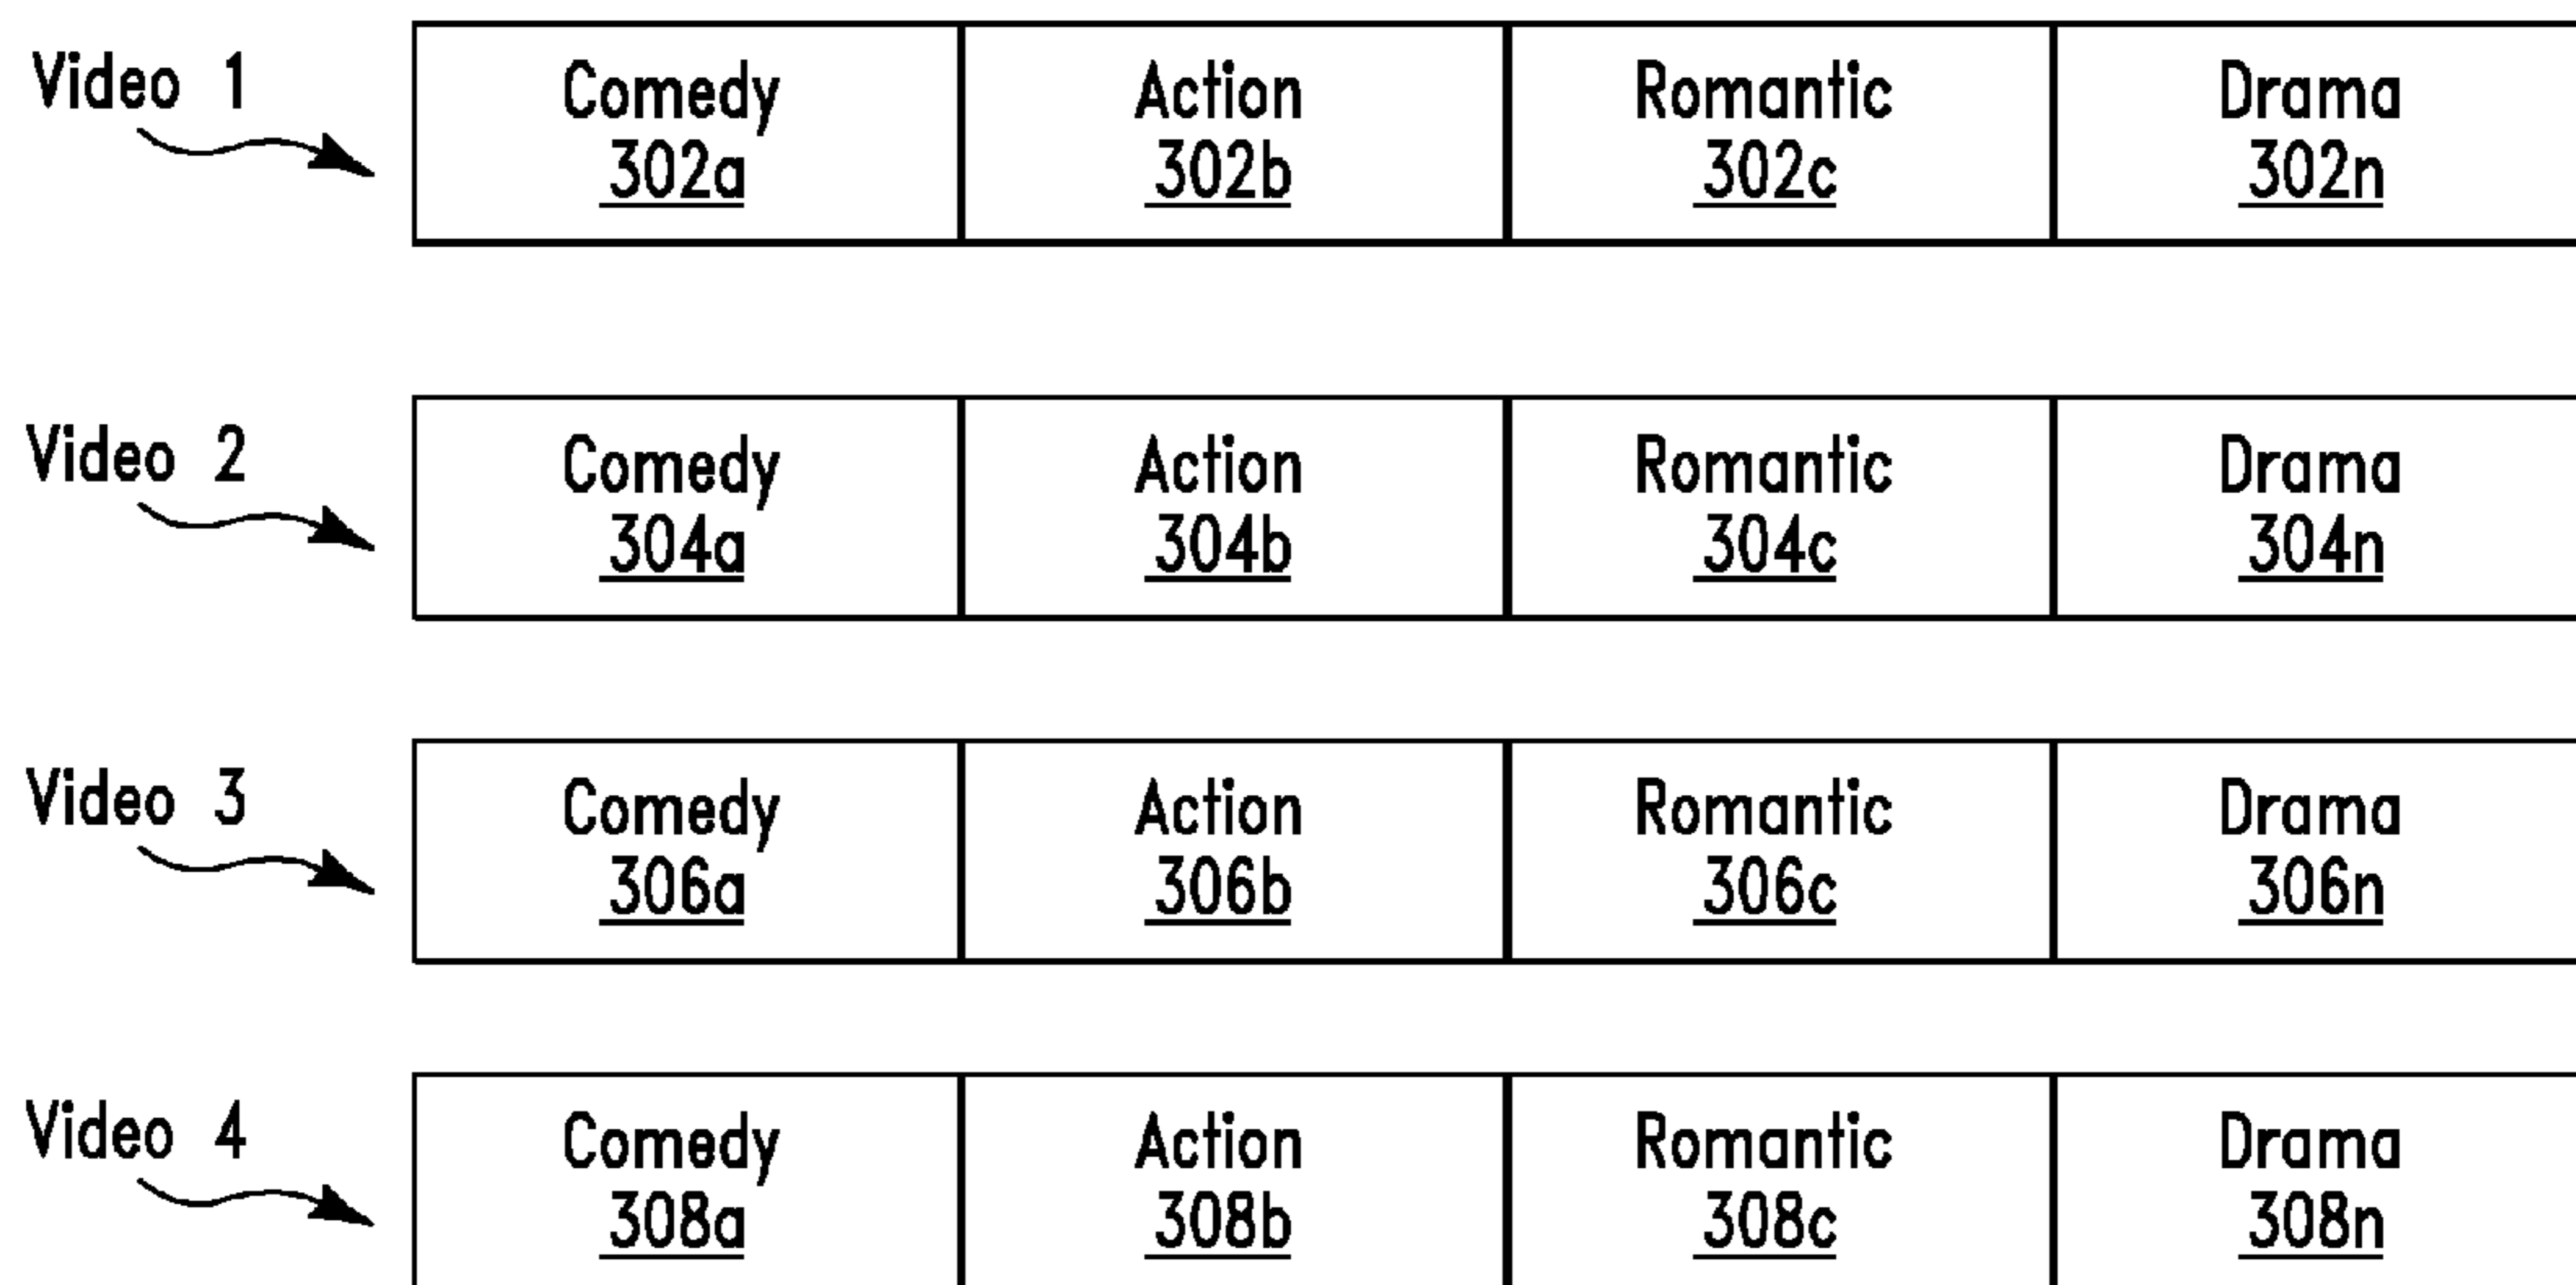 Video 1
Comedy Action Romantic Drama
302a 302b 302c 302n
Video 2
Comedy Action Romantic Drama
304a 304b 304c 304n
Video 3
Comedy Action Romantic Drama
306a 306b 306c 306n
Video 4
Comedy Action Romantic Drama
308a 308b 308c 308n